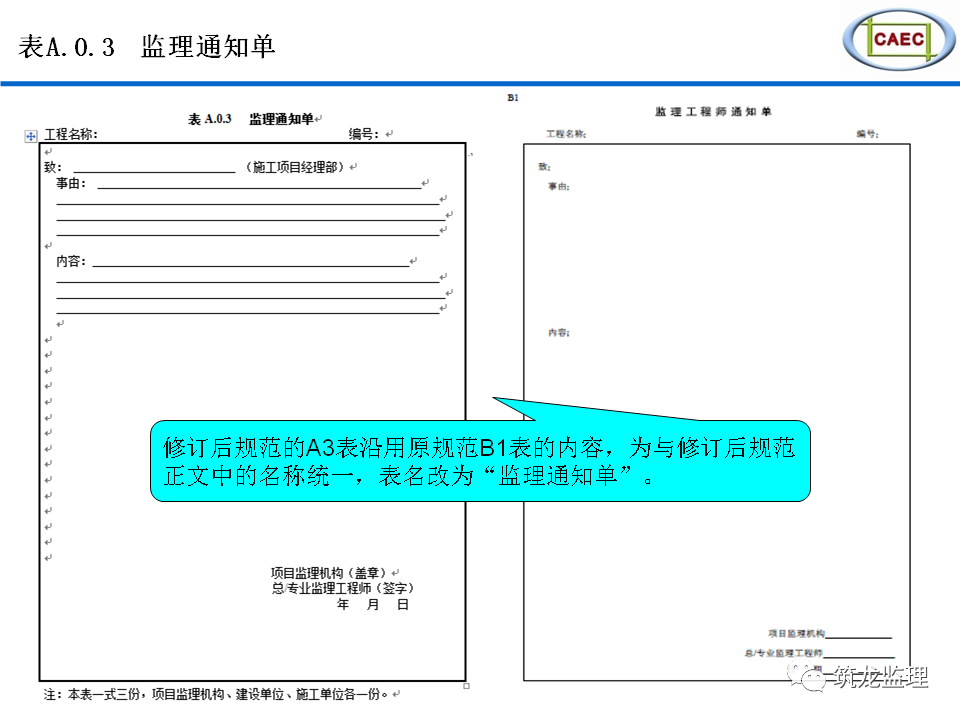 表A.0.3 监理通知单
CAEC
表 A.0.3 监理通知单
工程名称： 编号：
致： （施工项目经理部）
事由：
内容：
项目监理机构（盖章）
总/专业监理工程师（签字）
年 月 日
注：本表一式三份，项目监理机构、建设单位、施工单位各一份。
B1
监理工程师通知单
工程名称： 编号：
致：
事由：
内容：
项目监理机构
总/专业监理工程师
期
修订后规范的A3表沿用原规范B1表的内容，为与修订后规范
正文中的名称统一，表名改为“监理通知单”。
筑龙监理